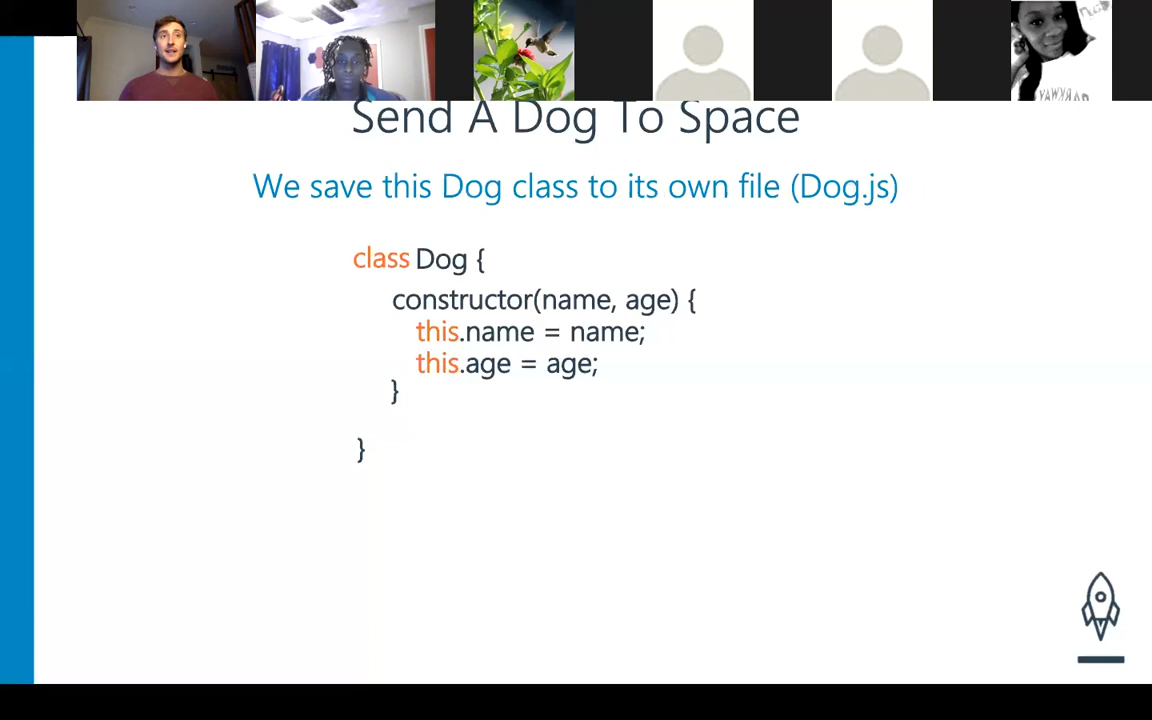 Send A Dog To Space
We save this Dog class to its own file (Dog.js)
class Dog {
constructor(name, age) {
this.name = name;
this.age = age;
}
}